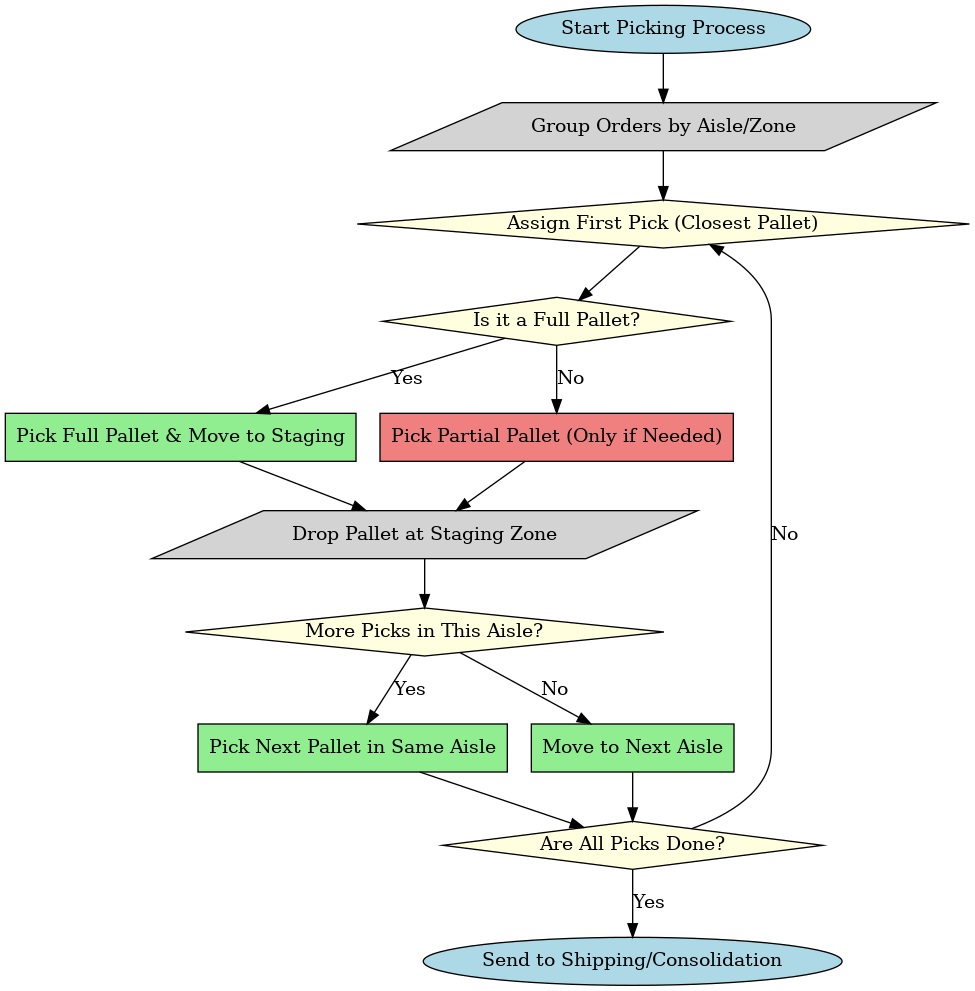 Start Picking Process
Group Orders by Aisle/Zone
Assign First Pick (Closest Pallet)
Is it a Full Pallet?
Yes
No
Pick Full Pallet & Move to Staging
Pick Partial Pallet (Only if Needed)
Drop Pallet at Staging Zone
No
More Picks in This Aisle?
Yes
No
Pick Next Pallet in Same Aisle
Move to Next Aisle
Are All Picks Done?
Yes
Send to Shipping/Consolidation